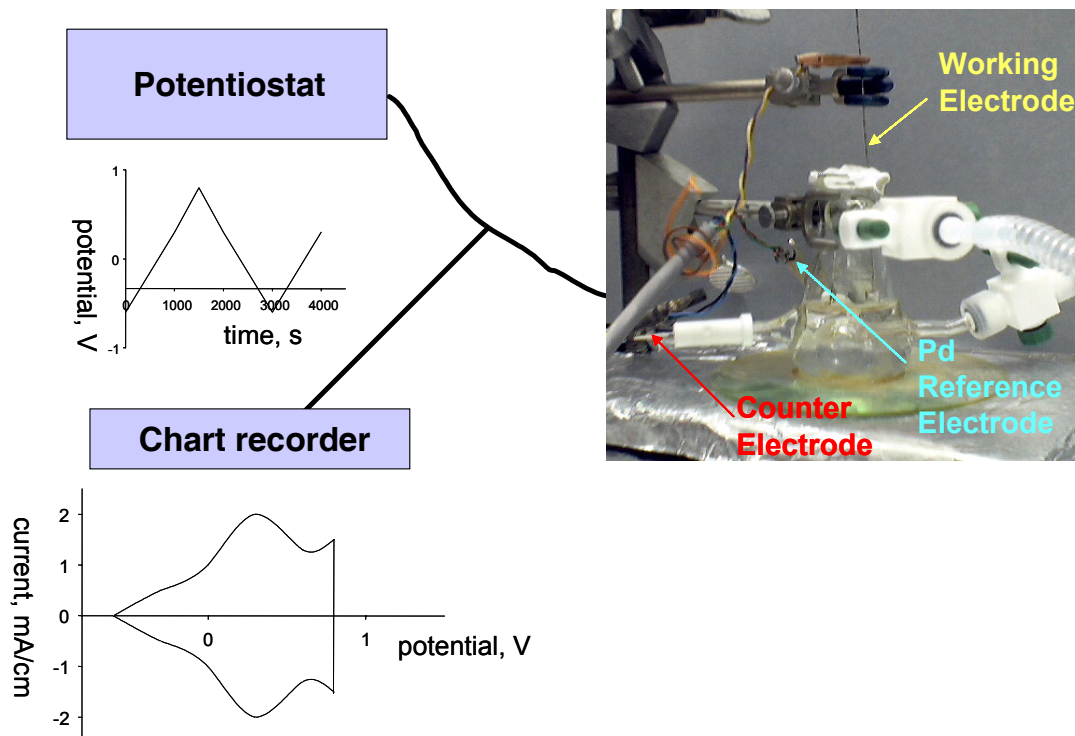 Potentiostat
1
0
-1
potential, V
0
1000
2000
3000
4000
time, s
Working
Electrode
Pd
Reference
Electrode
Counter
Electrode
Chart recorder
2
1
0
-1
-2
current, mA/cm
0
1
potential, V